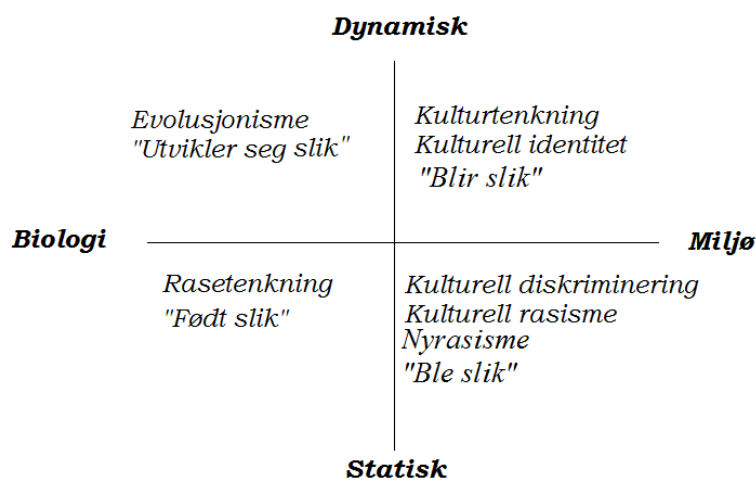 Dynamisk
Evolusjonisme
"Utvikler seg slik"
Kulturtenkning
Kulturell identitet
"Blir slik"
Biologi
Miljø
Rasetenkning
"Født slik"
Kulturell diskriminering
Kulturell rasisme
Nyrasisme
"Ble slik"
Statisk